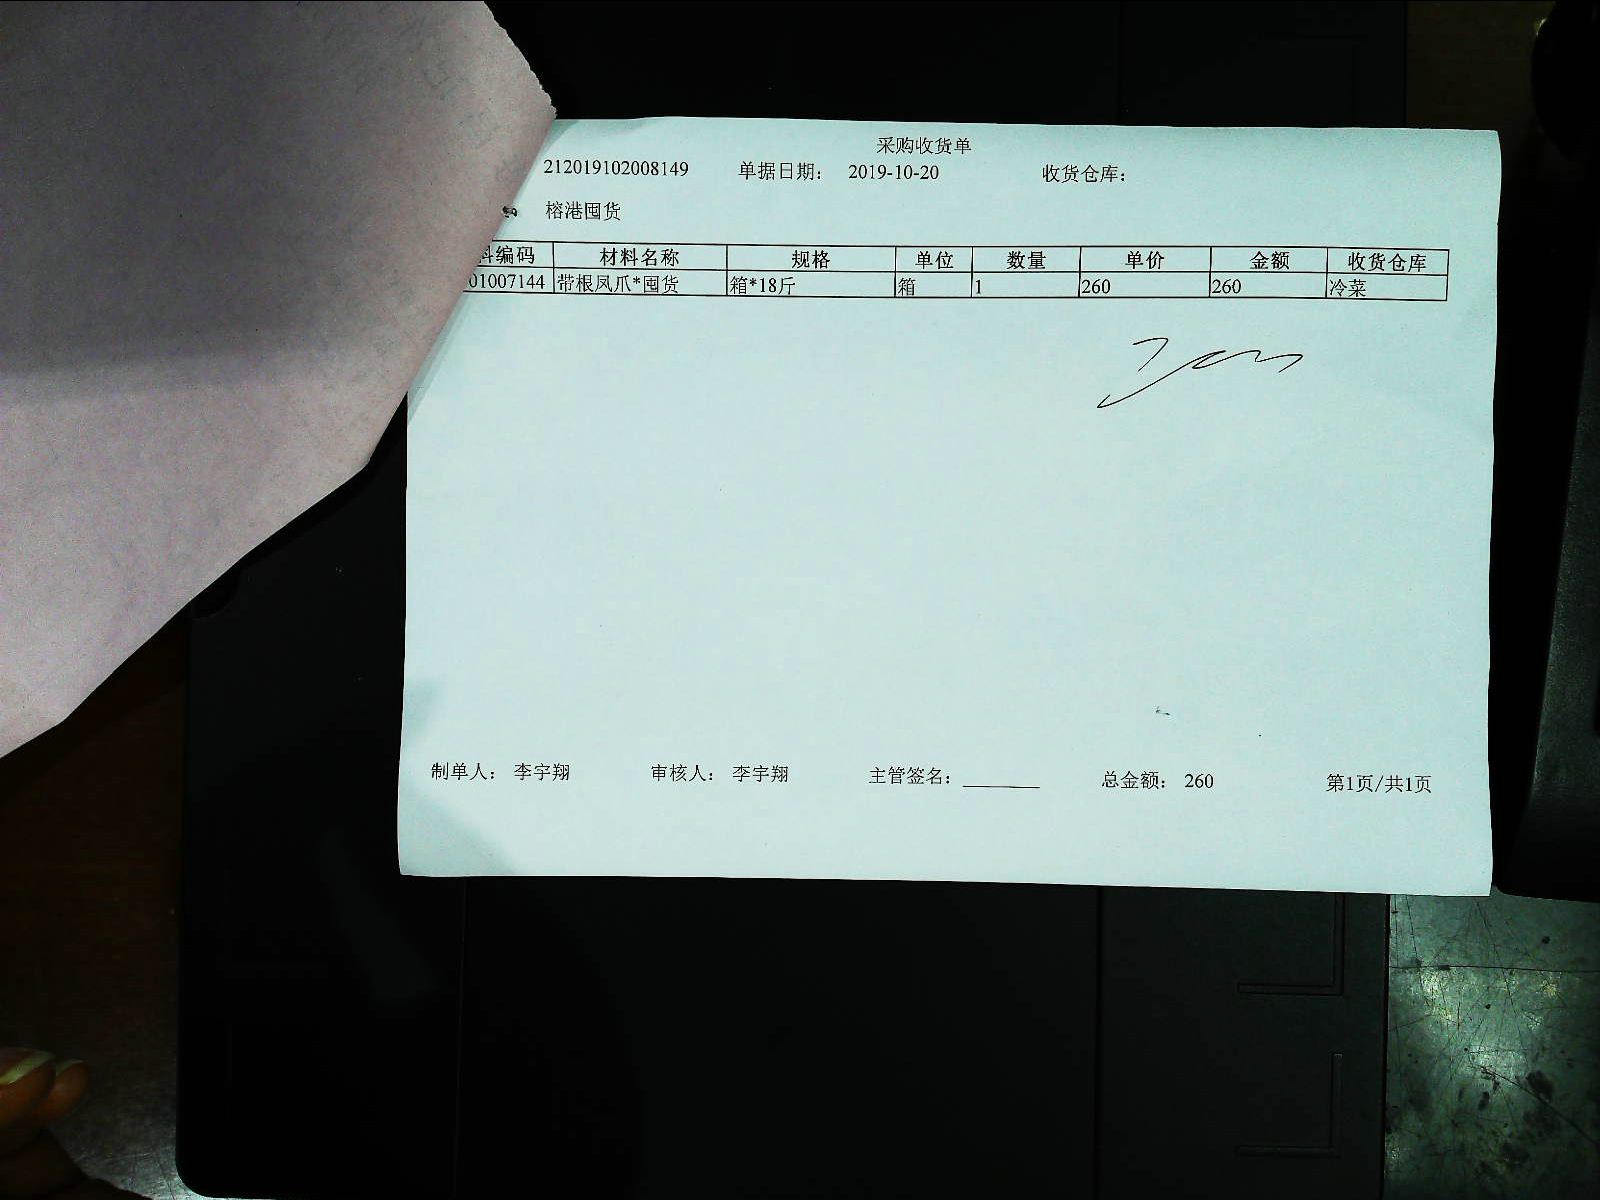 采购收货单
212019102008149 单据日期： 2019-10-20 收货仓库：
榕港囤货
料编码 材料名称 规格 单位 数量 单价 金额 收货仓库
01007144 带根凤爪*囤货 箱*18斤 箱 1 260 260 冷菜
制单人： 李宇翔 审核人： 李宇翔 主管签名： 总金额： 260 第1页/共1页